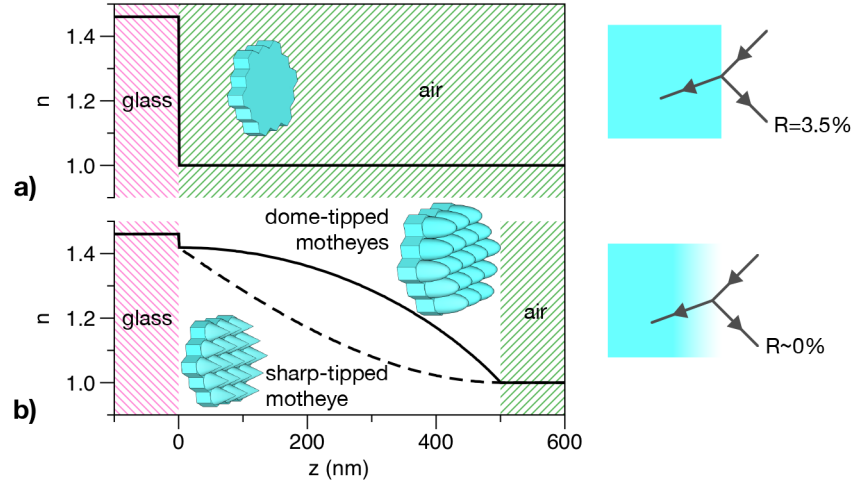 1.4
1.2
1.0
n
glass
air
a)
R=3.5%
dome-tipped
motheyes
1.4
1.2
1.0
n
glass
air
sharp-tipped
motheye
b)
R~0%
0
200
400
600
z (nm)